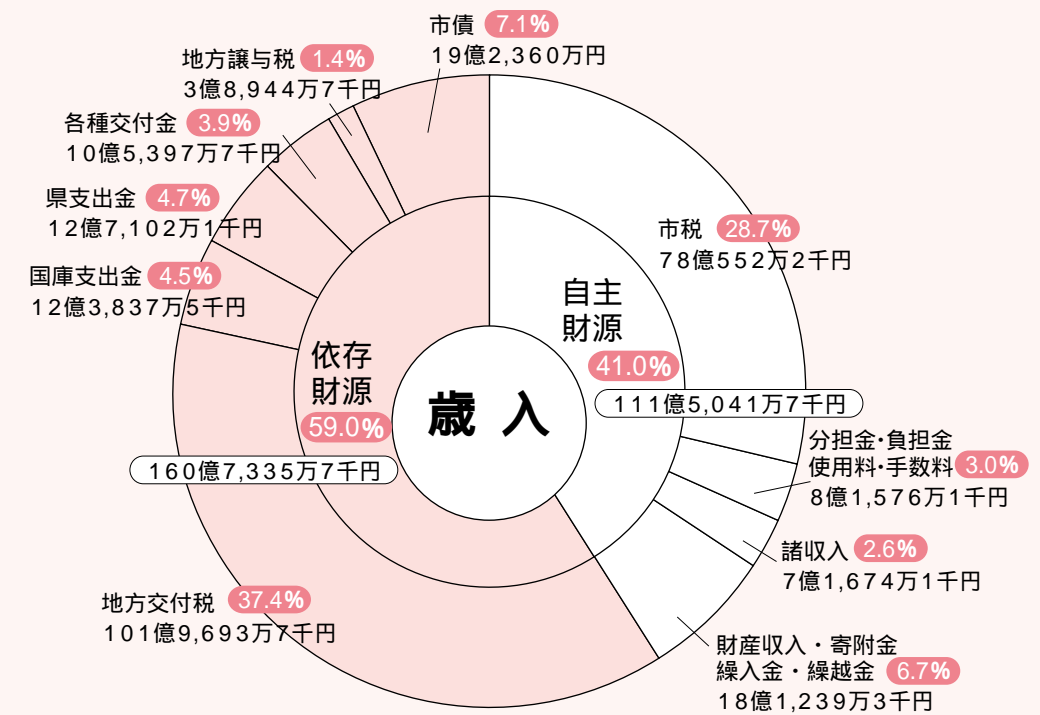 市債 7.1%
19億2,360万円
地方譲与税 1.4%
3億8,944万7千円
各種交付金 3.9%
10億5,397万7千円
県支出金 4.7%
12億7,102万1千円
国庫支出金 4.5%
12億3,837万5千円
依存
財源
59.0%
160億7,335万7千円
地方交付税 37.4%
101億9,693万7千円
歳入
自主
財源
41.0%
111億5,041万7千円
市税 28.7%
78億552万2千円
分担金・負担金
使用料・手数料 3.0%
8億1,576万1千円
諸収入 2.6%
7億1,674万1千円
財産収入・寄附金
繰入金・繰越金 6.7%
18億1,239万3千円